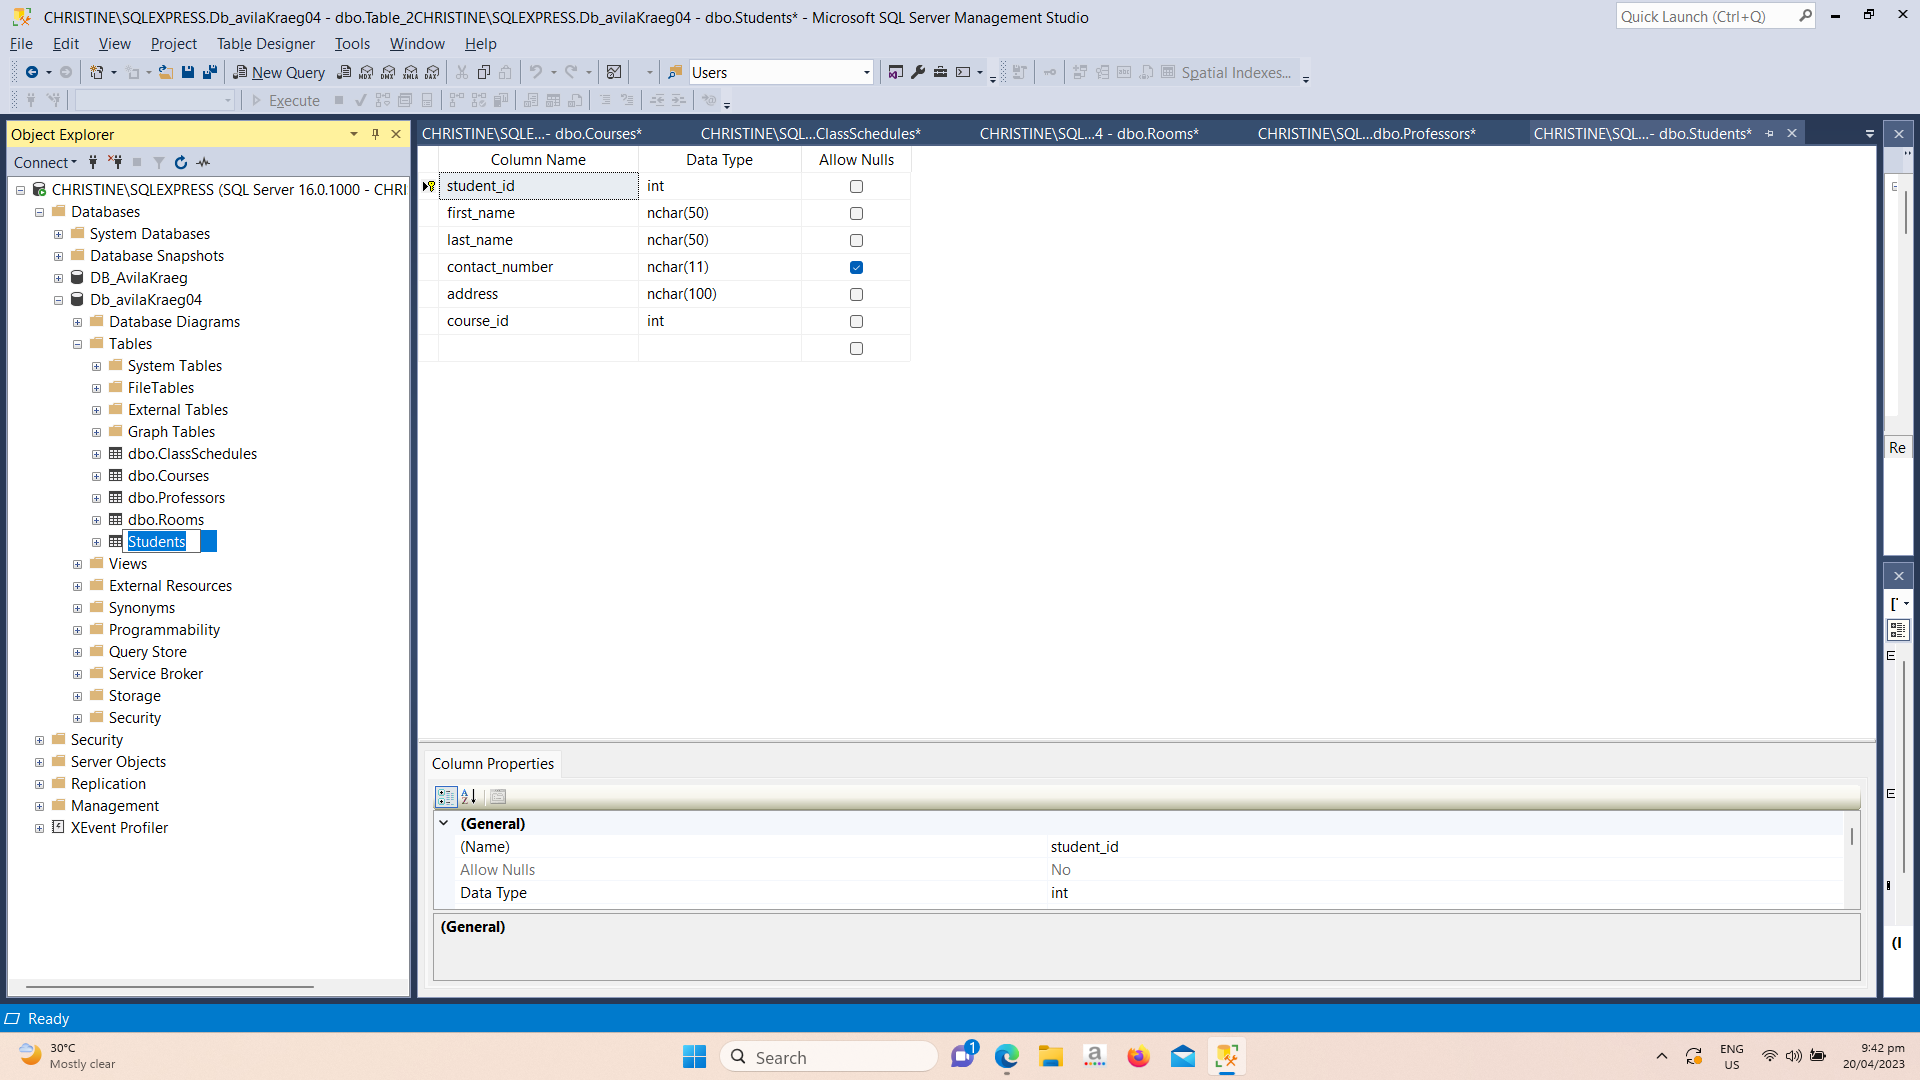 CHRISTINE\SQLEXPRESS.Db_avilaKraeg04 - dbo.Table_2CHRISTINE\SQLEXPRESS.Db_avilaKraeg04 - dbo.Students* - Microsoft SQL Server Management Studio
Quick Launch (Ctrl+Q)
File Edit View Project Table Designer Tools Window Help
New Query MDX DMX XMLA DAX Users Spatial Indexes...
Execute
Object Explorer
CHRISTINE\SQLE...- dbo.Courses* CHRISTINE\SQL...ClassSchedules* CHRISTINE\SQL...4 - dbo.Rooms* CHRISTINE\SQL...dbo.Professors* CHRISTINE\SQL...- dbo.Students*
Connect
CHRISTINE\SQLEXPRESS (SQL Server 16.0.1000 - CHRI
Databases
System Databases
Database Snapshots
DB_AvilaKraeg
Db_avilaKraeg04
Database Diagrams
Tables
System Tables
FileTables
External Tables
Graph Tables
dbo.ClassSchedules
dbo.Courses
dbo.Professors
dbo.Rooms
Students
Views
External Resources
Synonyms
Programmability
Query Store
Service Broker
Storage
Security
Security
Server Objects
Replication
Management
XEvent Profiler
Column Name Data Type Allow Nulls
student_id int
first_name nchar(50)
last_name nchar(50)
contact_number nchar(11)
address nchar(100)
course_id int
Column Properties
(General)
(Name) student_id
Allow Nulls No
Data Type int
(General)
Re
(I
Ready
30°C
Mostly clear
Search
1
ENG
US
9:42 pm
20/04/2023